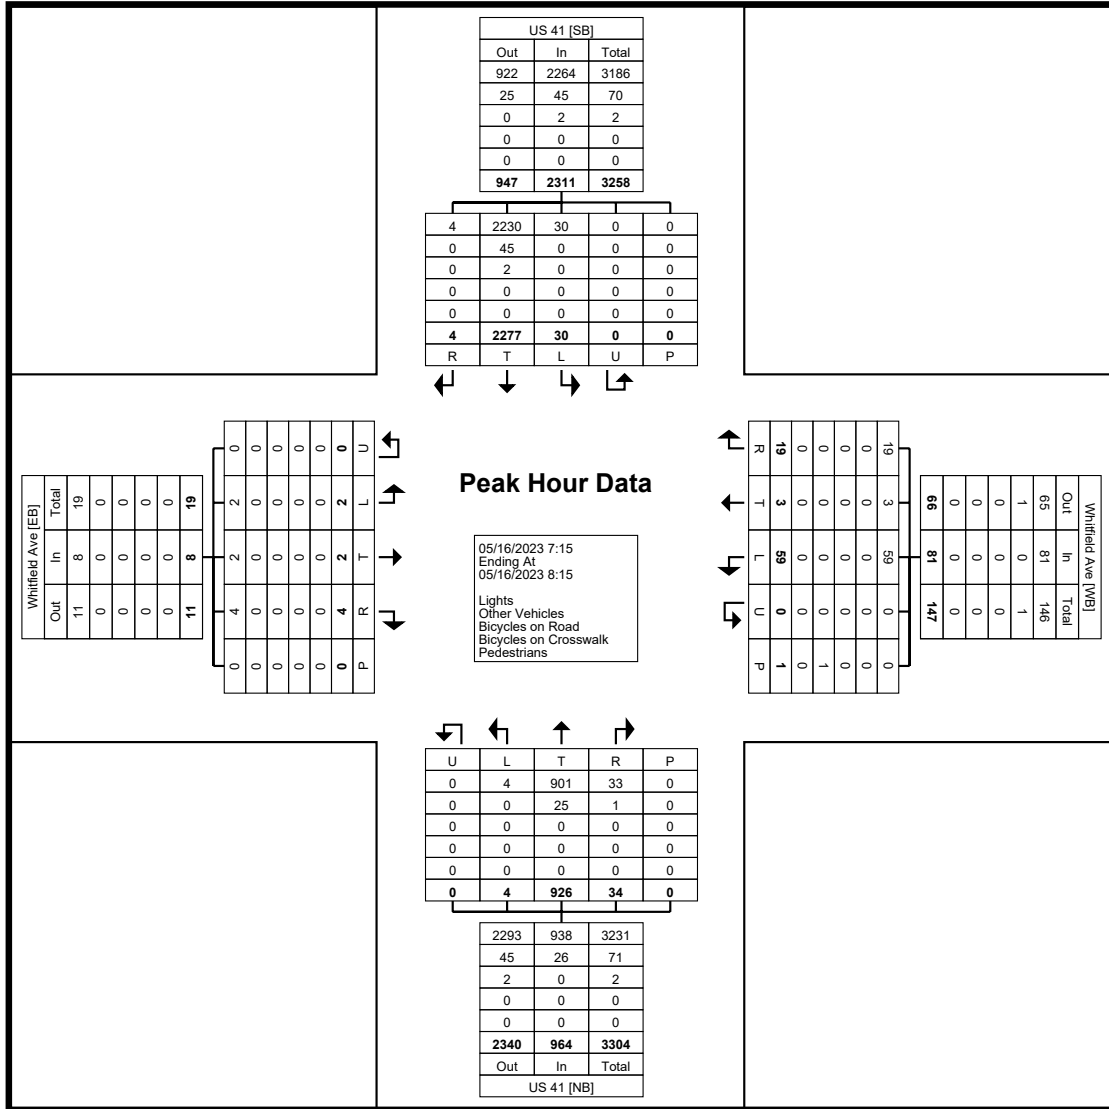 US 41 [SB]
Out In Total
922 2264 3186
25 45 70
0 2 2
0 0 0
0 0 0
947 2311 3258
4 2230 30 0 0
0 45 0 0 0
0 2 0 0 0
0 0 0 0 0
0 0 0 0 0
4 2277 30 0 0
R T L U P
Whitfield Ave [EB]
Total In Out
19 8 11
0 0 0
0 0 0
0 0 0
0 0 0
19 8 11
0 2 2 4 0
0 0 0 0 0
0 0 0 0 0
0 0 0 0 0
0 0 0 0 0
0 2 2 4 0
U L T R P
Peak Hour Data
05/16/2023 7:15
Ending At
05/16/2023 8:15
Lights
Other Vehicles
Bicycles on Road
Bicycles on Crosswalk
Pedestrians
Whitfield Ave [WB]
Out In Total
65 81 146
1 0 1
0 0 0
0 0 0
0 0 0
66 81 147
19 3 59 0 0
0 0 0 0 0
0 0 0 0 0
0 0 0 0 1
0 0 0 0 0
19 3 59 0 1
R T L U P
U L T R P
0 4 901 33 0
0 0 25 1 0
0 0 0 0 0
0 0 0 0 0
0 0 0 0 0
0 4 926 34 0
2293 938 3231
45 26 71
2 0 2
0 0 0
0 0 0
2340 964 3304
Out In Total
US 41 [NB]